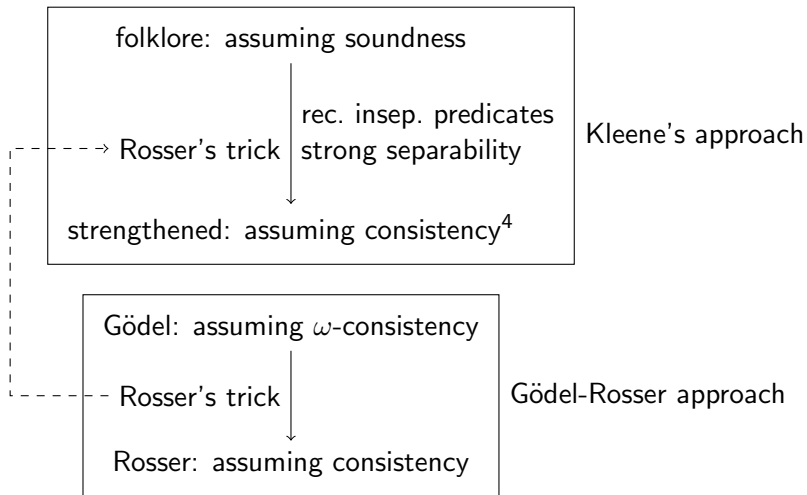 folklore: assuming soundness
rec. insep. predicates
Rosser's trick
strong separability
Kleene's approach
strengthened: assuming consistency⁴
Gödel: assuming ω-consistency
Rosser's trick
Gödel-Rosser approach
Rosser: assuming consistency